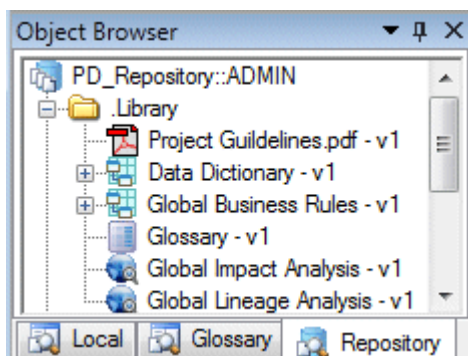 Object Browser
PD_Repository::ADMIN
.Library
Project Guildelines.pdf - v1
Data Dictionary - v1
Global Business Rules - v1
Glossary - v1
Global Impact Analysis - v1
Global Lineage Analysis - v1
Local Glossary Repository